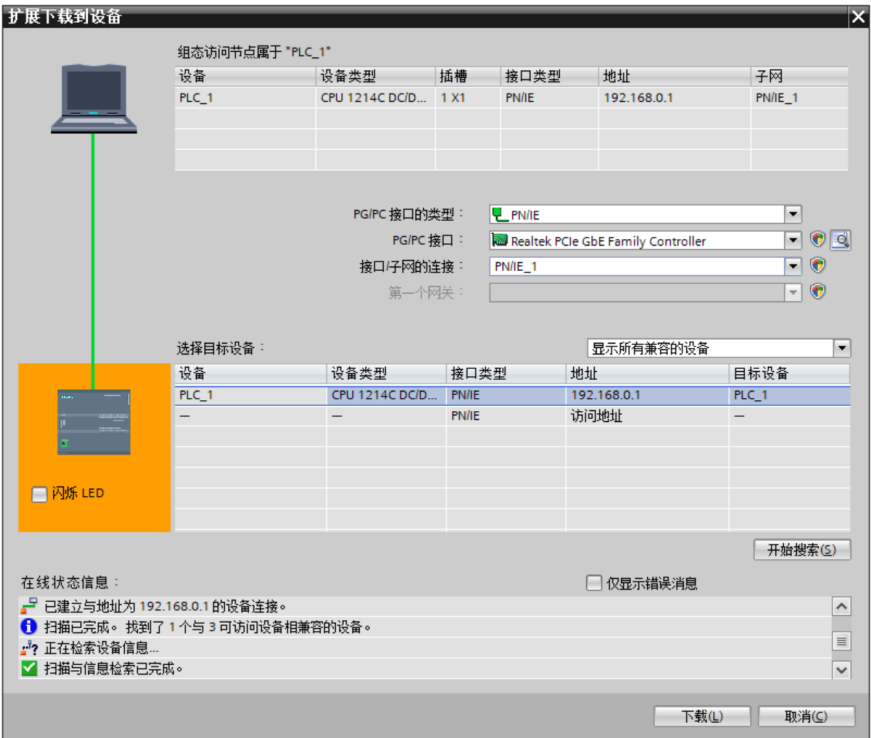 扩展下载到设备
组态访问节点属于 "PLC_1"
设备 设备类型 插槽 接口类型 地址 子网
PLC_1 CPU 1214C DC/D... 1 X1 PN/IE 192.168.0.1 PN/IE_1
PG/PC 接口的类型： PN/IE
PG/PC 接口： Realtek PCIe GbE Family Controller
接口/子网的连接： PN/IE_1
第一个网关：
选择目标设备： 显示所有兼容的设备
设备 设备类型 接口类型 地址 目标设备
PLC_1 CPU 1214C DC/D... PN/IE 192.168.0.1 PLC_1
— — PN/IE 访问地址 —
闪烁 LED
开始搜索(S)
在线状态信息： 仅显示错误消息
已建立与地址为 192.168.0.1 的设备连接。
扫描已完成。 找到了 1 个与 3 可访问设备相兼容的设备。
正在检索设备信息...
扫描与信息检索已完成。
下载(L) 取消(C)